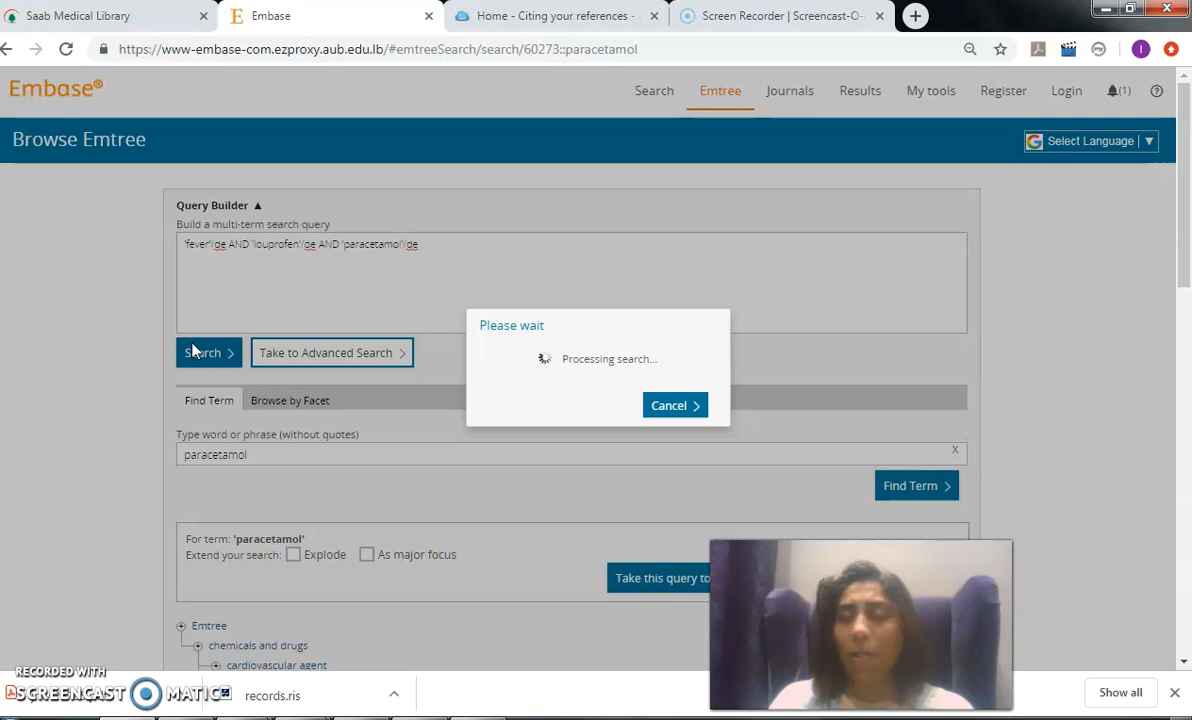 Saab Medical Library
Embase
Home - Citing your references -
Screen Recorder | Screencast-O-
https://www-embase-com.ezproxy.aub.edu.lb/#emtreeSearch/search/60273::paracetamol
Embase®
Search
Emtree
Journals
Results
My tools
Register
Login
(1)
Browse Emtree
Select Language
Query Builder ▲
Build a multi-term search query
'fever'/de AND 'iouprofen'/de AND 'paracetamol'/de
Search >
Take to Advanced Search >
Please wait
Processing search...
Cancel >
Find Term
Browse by Facet
Type word or phrase (without quotes)
paracetamol
X
Find Term >
For term: 'paracetamol'
Extend your search: Explode As major focus
Take this query to
Emtree
chemicals and drugs
cardiovascular agent
RECORDED WITH
SCREENCAST MATIC
records.ris
Show all